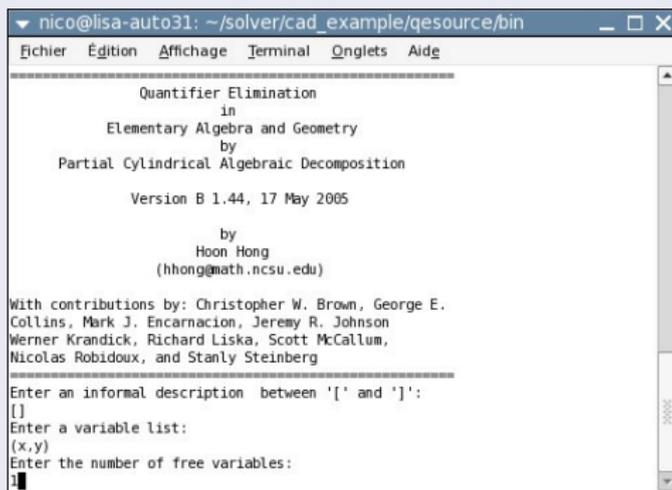 nico@lisa-auto31: ~/solver/cad_example/qesource/bin
Fichier Édition Affichage Terminal Onglets Aide
=======================================================
Quantifier Elimination
in
Elementary Algebra and Geometry
by
Partial Cylindrical Algebraic Decomposition
Version B 1.44, 17 May 2005
by
Hoon Hong
(hhong@math.ncsu.edu)
With contributions by: Christopher W. Brown, George E.
Collins, Mark J. Encarnacion, Jeremy R. Johnson
Werner Krandick, Richard Liska, Scott McCallum,
Nicolas Robidoux, and Stanly Steinberg
=======================================================
Enter an informal description  between '[' and ']':
[]
Enter a variable list:
(x,y)
Enter the number of free variables:
1